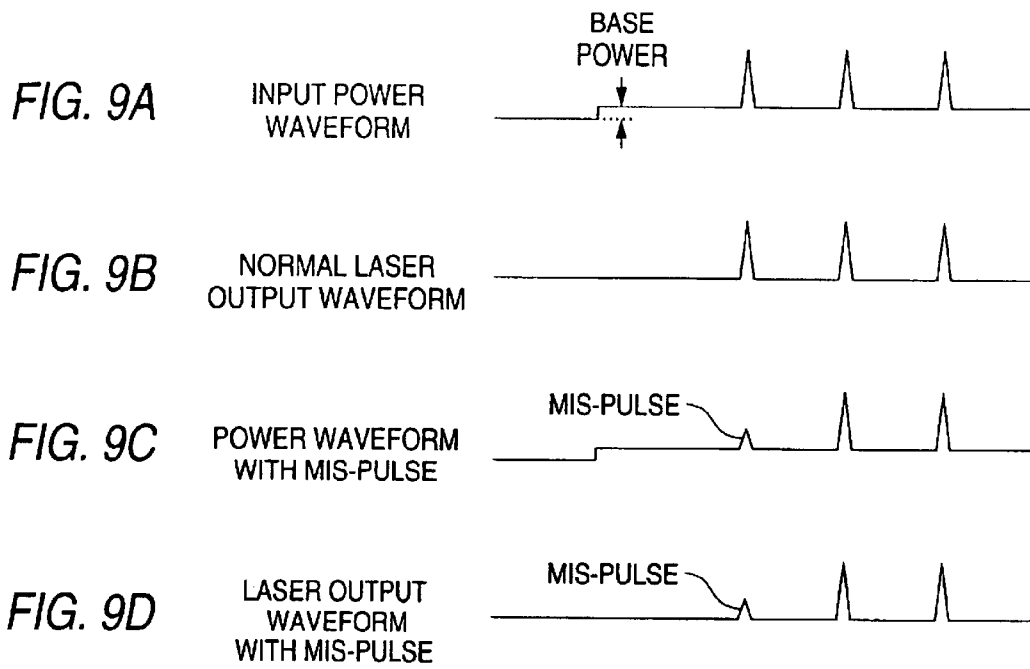 BASE
POWER
FIG. 9A
INPUT POWER
WAVEFORM
FIG. 9B
NORMAL LASER
OUTPUT WAVEFORM
FIG. 9C
POWER WAVEFORM
WITH MIS-PULSE
MIS-PULSE
FIG. 9D
LASER OUTPUT
WAVEFORM
WITH MIS-PULSE
MIS-PULSE